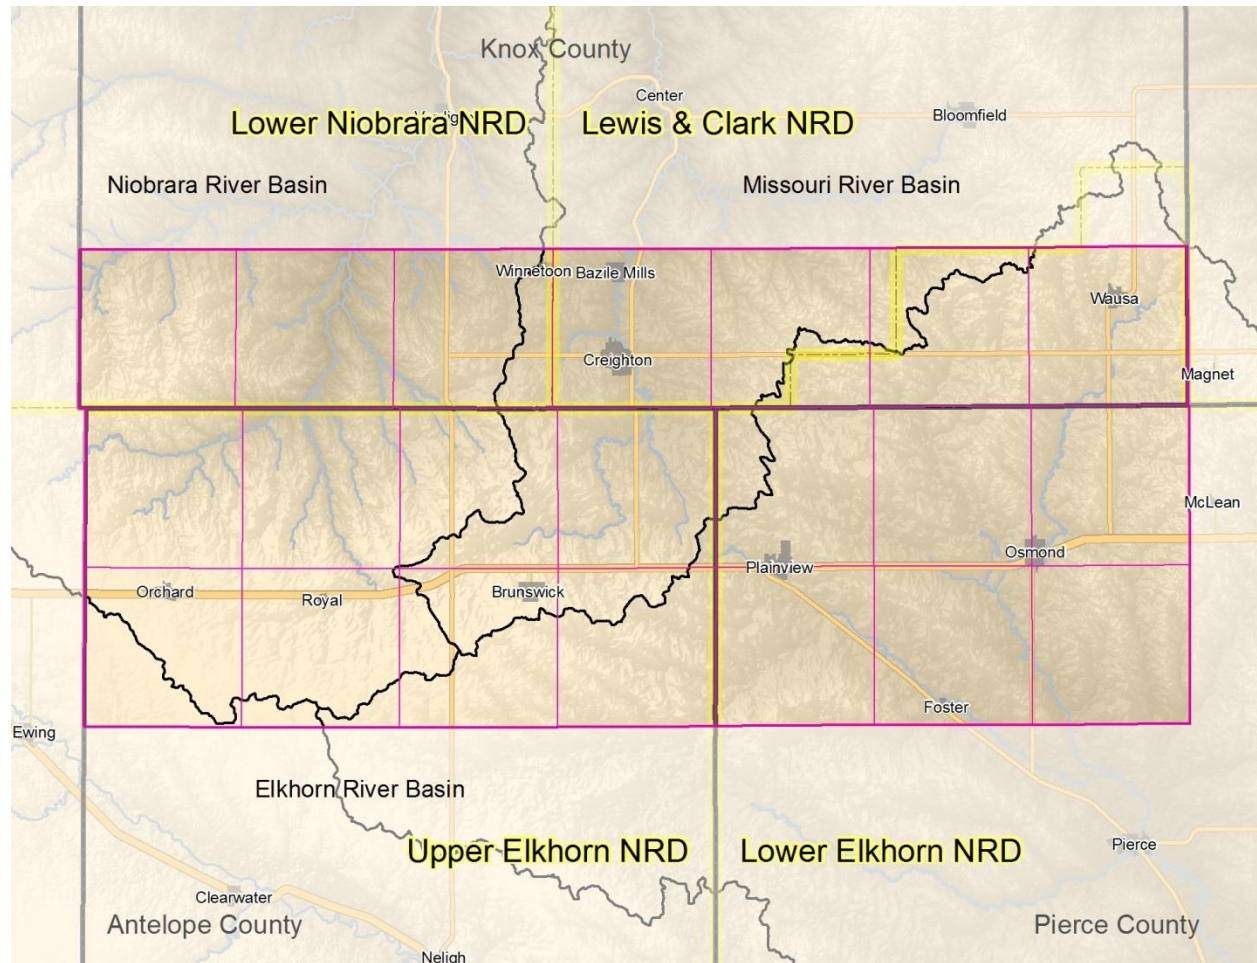 Knox County
Center
Bloomfield
Lower Niobrara NRD
Lewis & Clark NRD
Niobrara River Basin
Missouri River Basin
Winnetoon
Bazile Mills
Wausa
Creighton
Magnet
McLean
Osmond
Plainview
Orchard
Royal
Brunswick
Foster
Ewing
Elkhorn River Basin
Upper Elkhorn NRD
Lower Elkhorn NRD
Pierce
Clearwater
Antelope County
Pierce County
Neligh